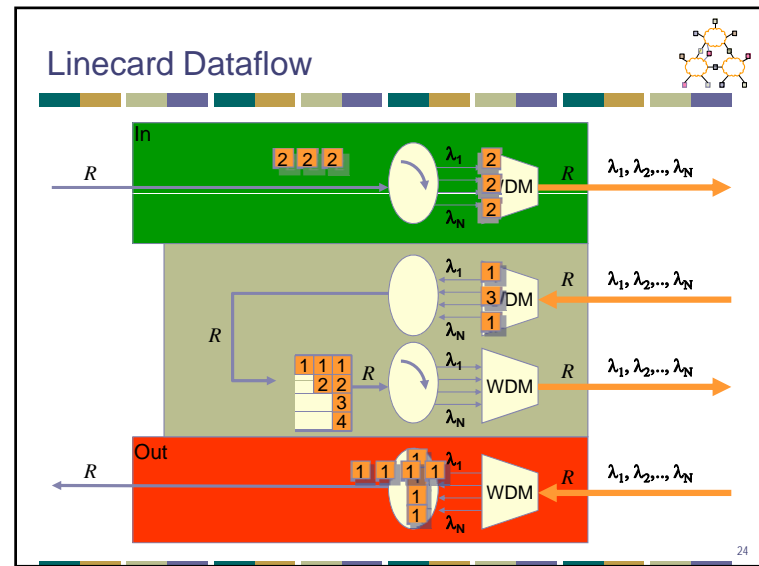 Linecard Dataflow
In
2 2 2
R
λ1
λN
2
2
2
DM
R
λ1, λ2,.., λN
λ1
λN
1
3
1
DM
R
λ1, λ2,.., λN
R
1 1 1
2 2
3
4
R
λ1
λN
WDM
R
λ1, λ2,.., λN
Out
R
1 1 1 1
1
1
1
λ1
λN
WDM
R
λ1, λ2,.., λN
24